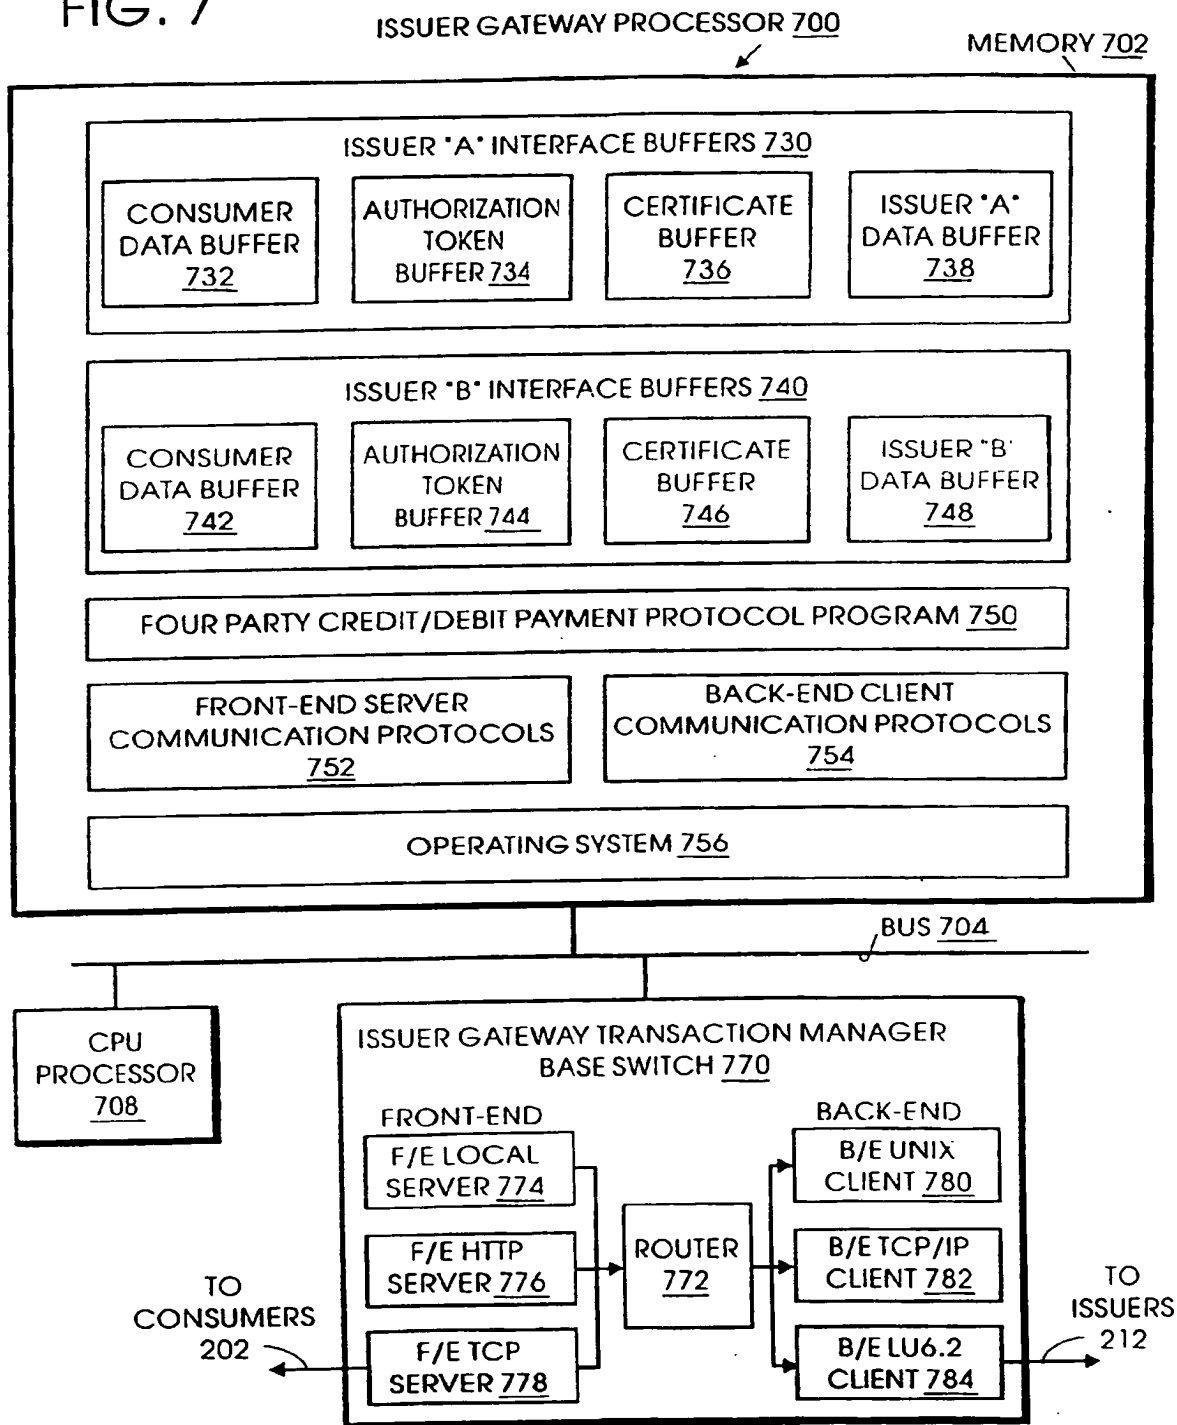 FIG. 7
ISSUER GATEWAY PROCESSOR 700
MEMORY 702
ISSUER "A" INTERFACE BUFFERS 730
CONSUMER
DATA BUFFER
732
AUTHORIZATION
TOKEN
BUFFER 734
CERTIFICATE
BUFFER
736
ISSUER "A"
DATA BUFFER
738
ISSUER "B" INTERFACE BUFFERS 740
CONSUMER
DATA BUFFER
742
AUTHORIZATION
TOKEN
BUFFER 744
CERTIFICATE
BUFFER
746
ISSUER "B"
DATA BUFFER
748
FOUR PARTY CREDIT/DEBIT PAYMENT PROTOCOL PROGRAM 750
FRONT-END SERVER
COMMUNICATION PROTOCOLS
752
BACK-END CLIENT
COMMUNICATION PROTOCOLS
754
OPERATING SYSTEM 756
BUS 704
CPU
PROCESSOR
708
ISSUER GATEWAY TRANSACTION MANAGER
BASE SWITCH 770
FRONT-END
F/E LOCAL
SERVER 774
F/E HTTP
SERVER 776
F/E TCP
SERVER 778
ROUTER
772
BACK-END
B/E UNIX
CLIENT 780
B/E TCP/IP
CLIENT 782
B/E LU6.2
CLIENT 784
TO
CONSUMERS
202
TO
ISSUERS
212